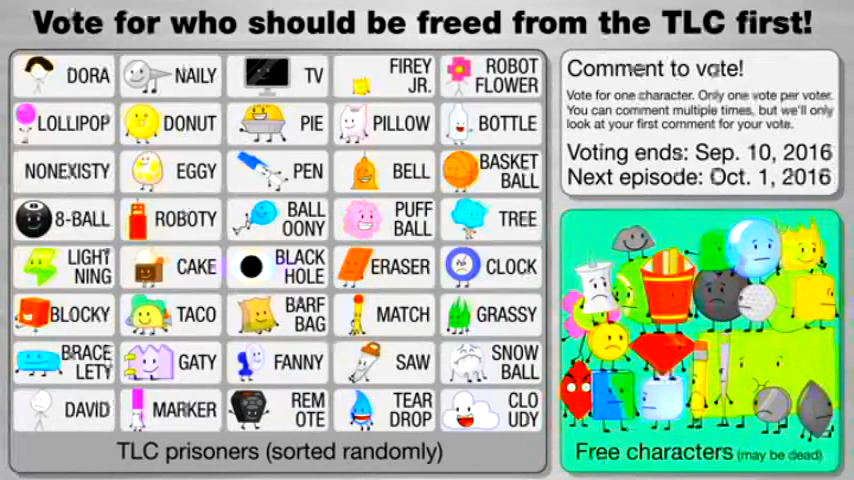 Vote for who should be freed from the TLC first!
DORA
NAILY
TV
FIREY
JR.
ROBOT
FLOWER
LOLLIPOP
DONUT
PIE
PILLOW
BOTTLE
NONEXISTY
EGGY
PEN
BELL
BASKET
BALL
8-BALL
ROBOTY
BALL
OONY
PUFF
BALL
TREE
LIGHT
NING
CAKE
BLACK
HOLE
ERASER
CLOCK
BLOCKY
TACO
BARF
BAG
MATCH
GRASSY
BRACE
LETY
GATY
FANNY
SAW
SNOW
BALL
DAVID
MARKER
REM
OTE
TEAR
DROP
CLO
UDY
TLC prisoners (sorted randomly)
Comment to vote!
Vote for one character. Only one vote per voter.
You can comment multiple times, but we'll only
look at your first comment for your vote.
Voting ends: Sep. 10, 2016
Next episode: Oct. 1, 2016
Free characters (may be dead)